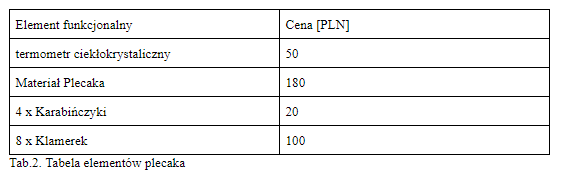 Element funkcjonalny Cena [PLN]
termometr ciekłokrystaliczny 50
Materiał Plecaka 180
4 x Karabińczyki 20
8 x Klamerek 100
Tab.2. Tabela elementów plecaka